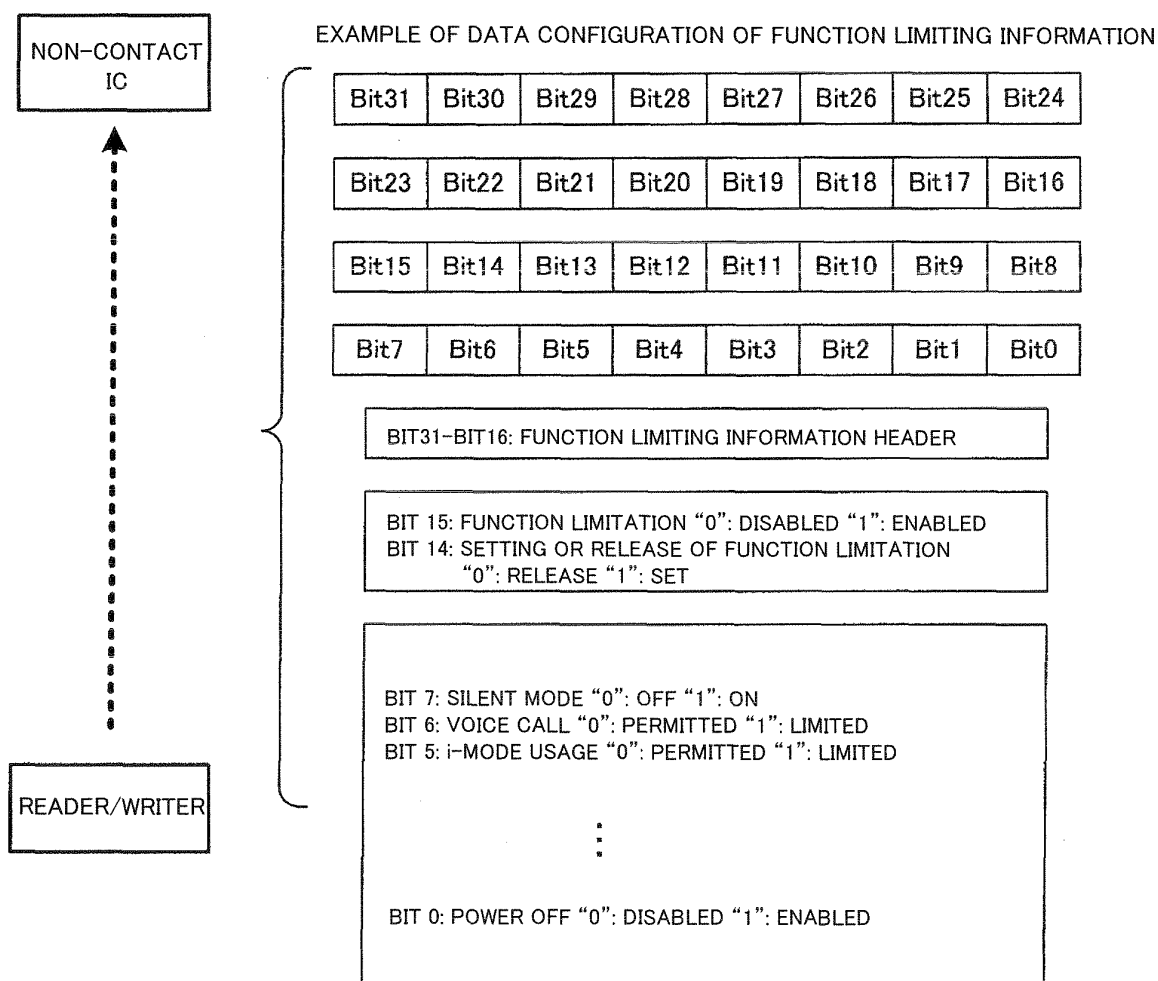 NON-CONTACT
IC
EXAMPLE OF DATA CONFIGURATION OF FUNCTION LIMITING INFORMATION
Bit31 Bit30 Bit29 Bit28 Bit27 Bit26 Bit25 Bit24
Bit23 Bit22 Bit21 Bit20 Bit19 Bit18 Bit17 Bit16
Bit15 Bit14 Bit13 Bit12 Bit11 Bit10 Bit9 Bit8
Bit7 Bit6 Bit5 Bit4 Bit3 Bit2 Bit1 Bit0
BIT31-BIT16: FUNCTION LIMITING INFORMATION HEADER
BIT 15: FUNCTION LIMITATION “0”: DISABLED “1”: ENABLED
BIT 14: SETTING OR RELEASE OF FUNCTION LIMITATION
“0”: RELEASE “1”: SET
BIT 7: SILENT MODE “0”: OFF “1”: ON
BIT 6: VOICE CALL “0”: PERMITTED “1”: LIMITED
BIT 5: i-MODE USAGE “0”: PERMITTED “1”: LIMITED
READER/WRITER
BIT 0: POWER OFF “0”: DISABLED “1”: ENABLED